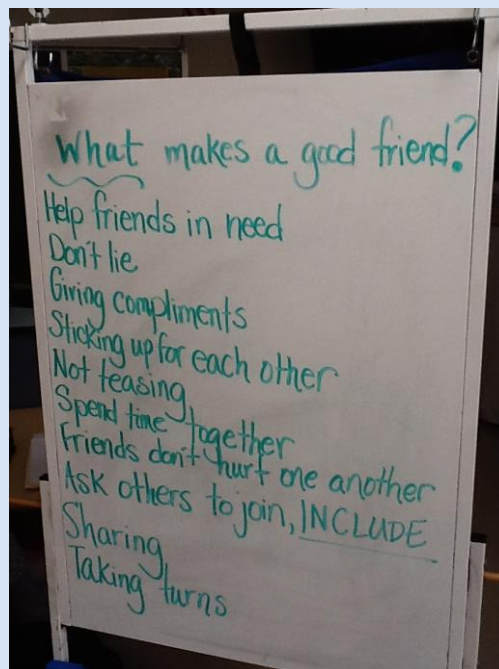 What makes a good friend?
Help friends in need
Don't lie
Giving compliments
Sticking up for each other
Not teasing
Spend time together
Friends don't hurt one another
Ask others to join, INCLUDE
Sharing
Taking turns